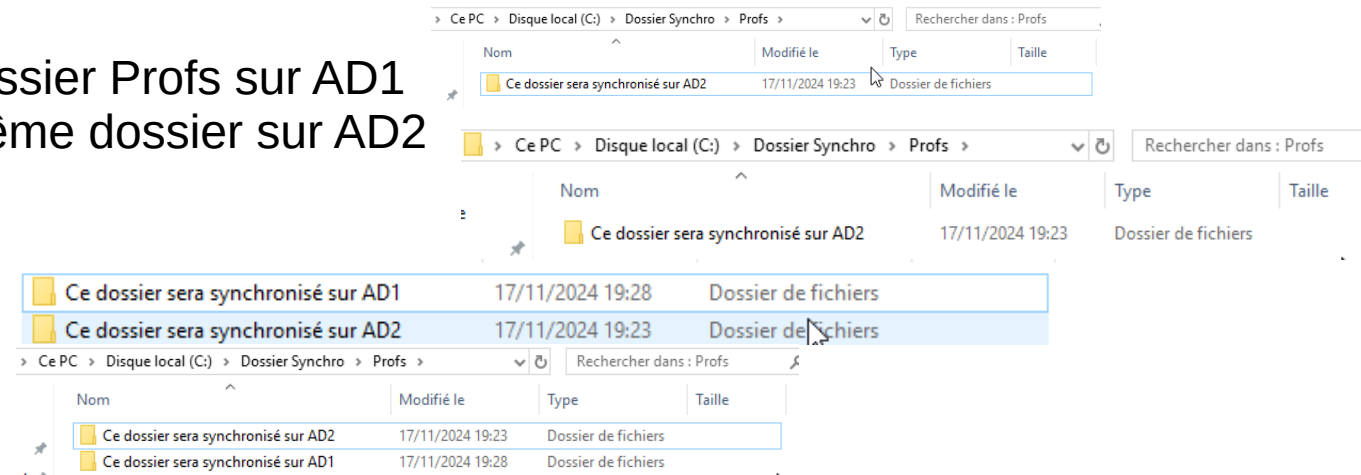 > Ce PC > Disque local (C:) > Dossier Synchro > Profs > Rechercher dans : Profs
Nom Modifié le Type Taille
Ce dossier sera synchronisé sur AD2 17/11/2024 19:23 Dossier de fichiers
ssier Profs sur AD1
ême dossier sur AD2
> Ce PC > Disque local (C:) > Dossier Synchro > Profs > Rechercher dans : Profs
Nom Modifié le Type Taille
Ce dossier sera synchronisé sur AD2 17/11/2024 19:23 Dossier de fichiers
Ce dossier sera synchronisé sur AD1 17/11/2024 19:28 Dossier de fichiers
Ce dossier sera synchronisé sur AD2 17/11/2024 19:23 Dossier de fichiers
> Ce PC > Disque local (C:) > Dossier Synchro > Profs > Rechercher dans : Profs
Nom Modifié le Type Taille
Ce dossier sera synchronisé sur AD2 17/11/2024 19:23 Dossier de fichiers
Ce dossier sera synchronisé sur AD1 17/11/2024 19:28 Dossier de fichiers